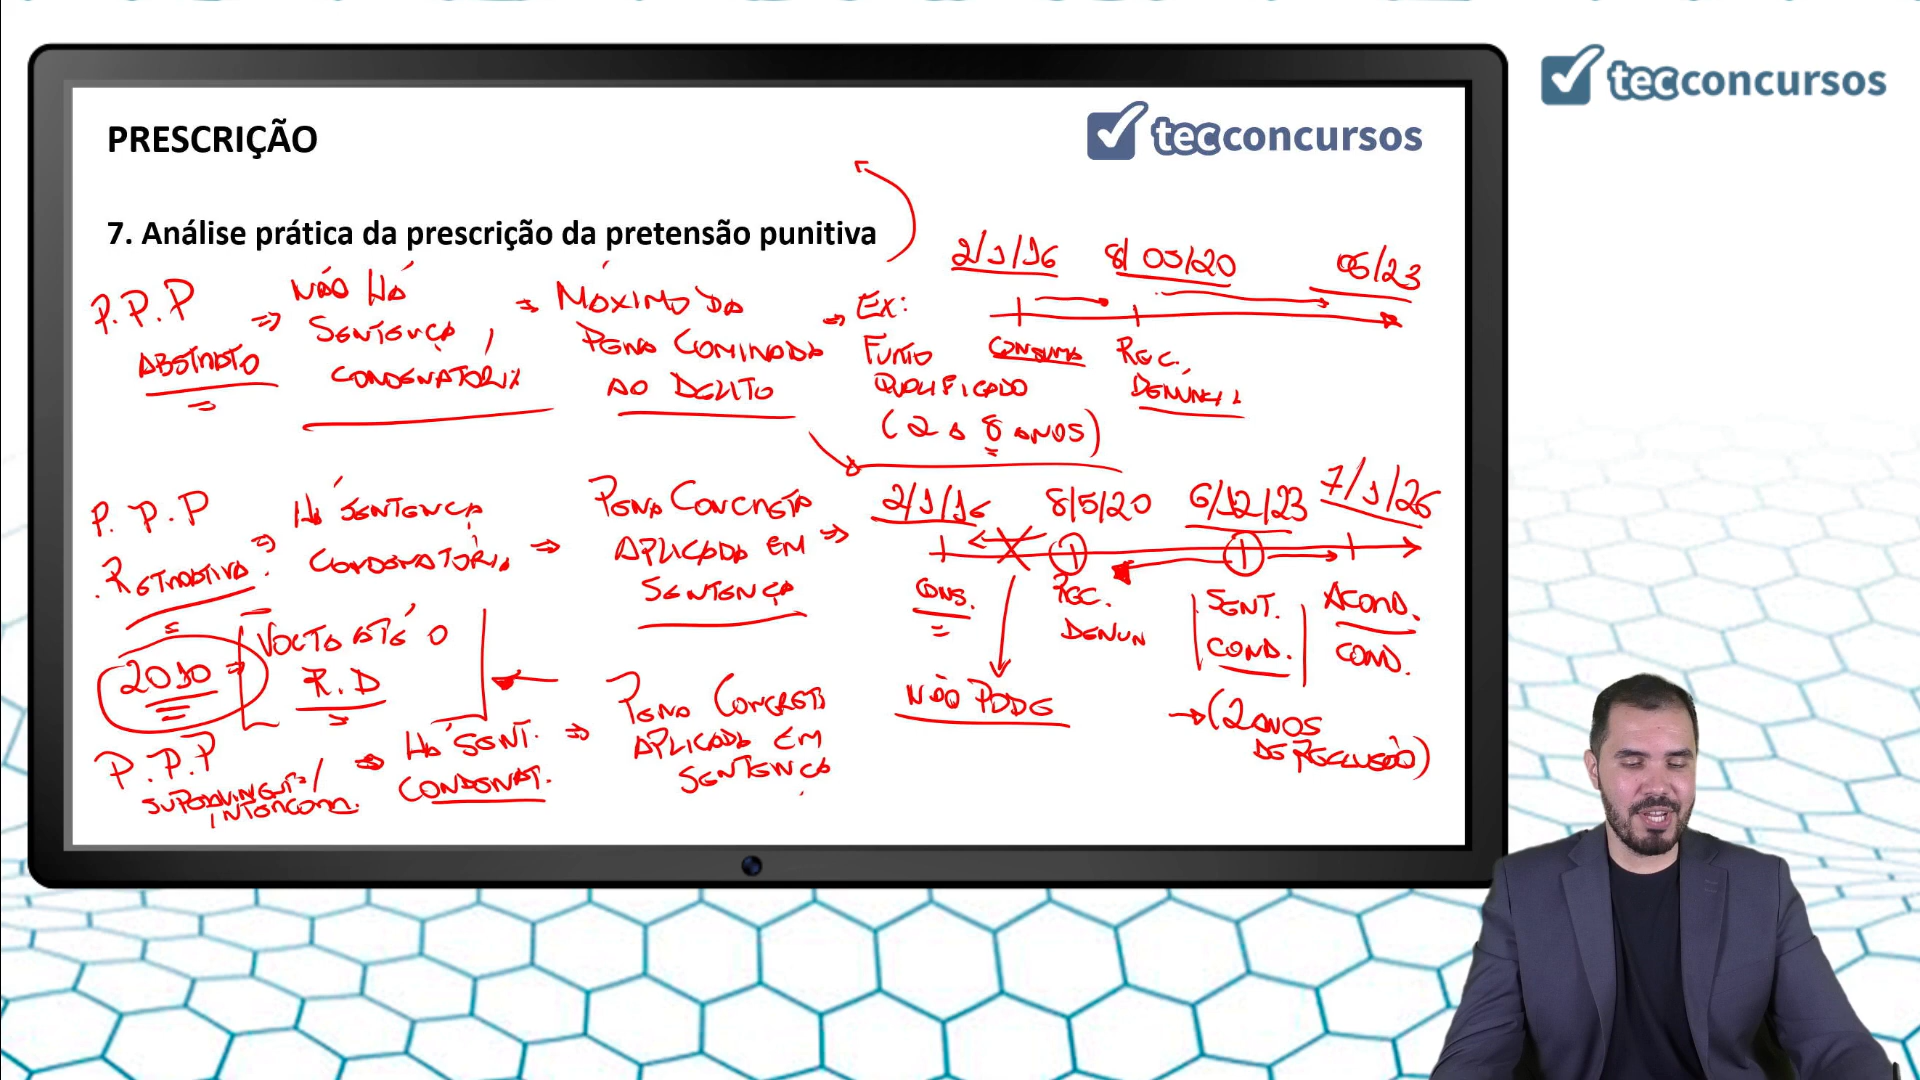 tecconcursos
PRESCRIÇÃO
tecconcursos
7. Análise prática da prescrição da pretensão punitiva
P.P.P
ABSTRATO
NÃO HÁ
SENTENÇA
CONDENATÓRIA
MÁXIMO DA
PENA COMINADA
AO DELITO
EX:
FURTO
QUALIFICADO
(2 A 8 ANOS)
2/1/16
8/05/20
06/23
CONSUMA
REC.
DENÚNCIA
P.P.P
RETROATIVA
HÁ SENTENÇA
CONDENATÓRIA
PENA CONCRETA
APLICADA EM
SENTENÇA
2/1/16
8/5/20
6/12/23
7/1/26
CONS.
REC.
DENUN
SENT.
COND.
ACORD.
COND.
2010
VOLTA ATÉ O
R.D
NÃO PODE
(2 ANOS
DE RECLUSÃO)
P.P.P
SUPERVENIENTE/
INTERCORR.
HÁ SENT.
CONDENAT.
PENA CONCRETA
APLICADA EM
SENTENÇA